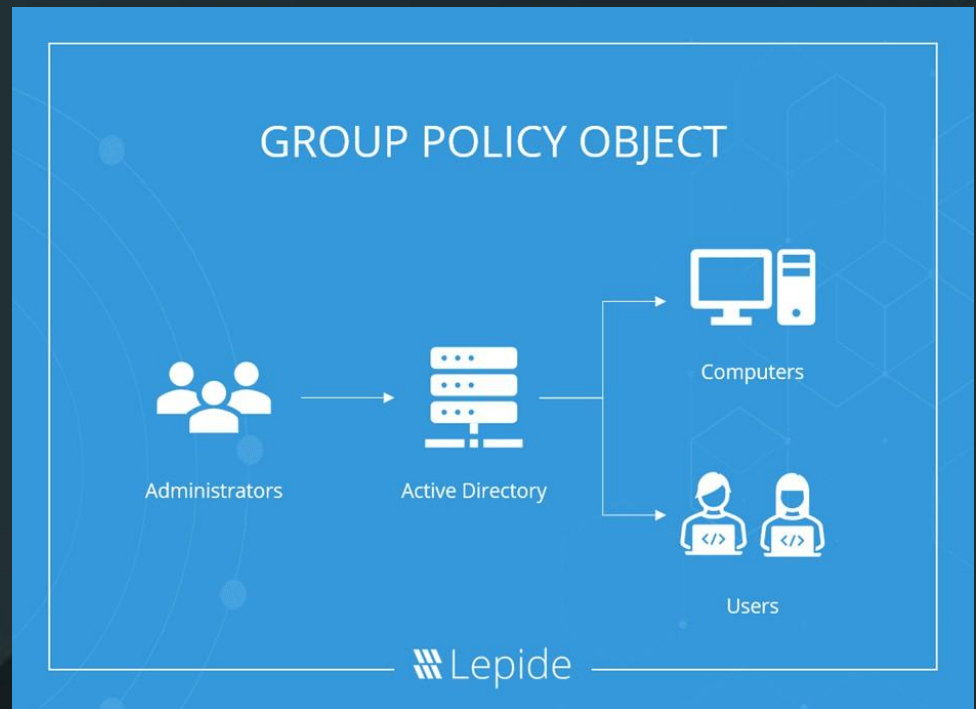 GROUP POLICY OBJECT
Computers
Administrators
Active Directory
</>
</>
Users
Lepide